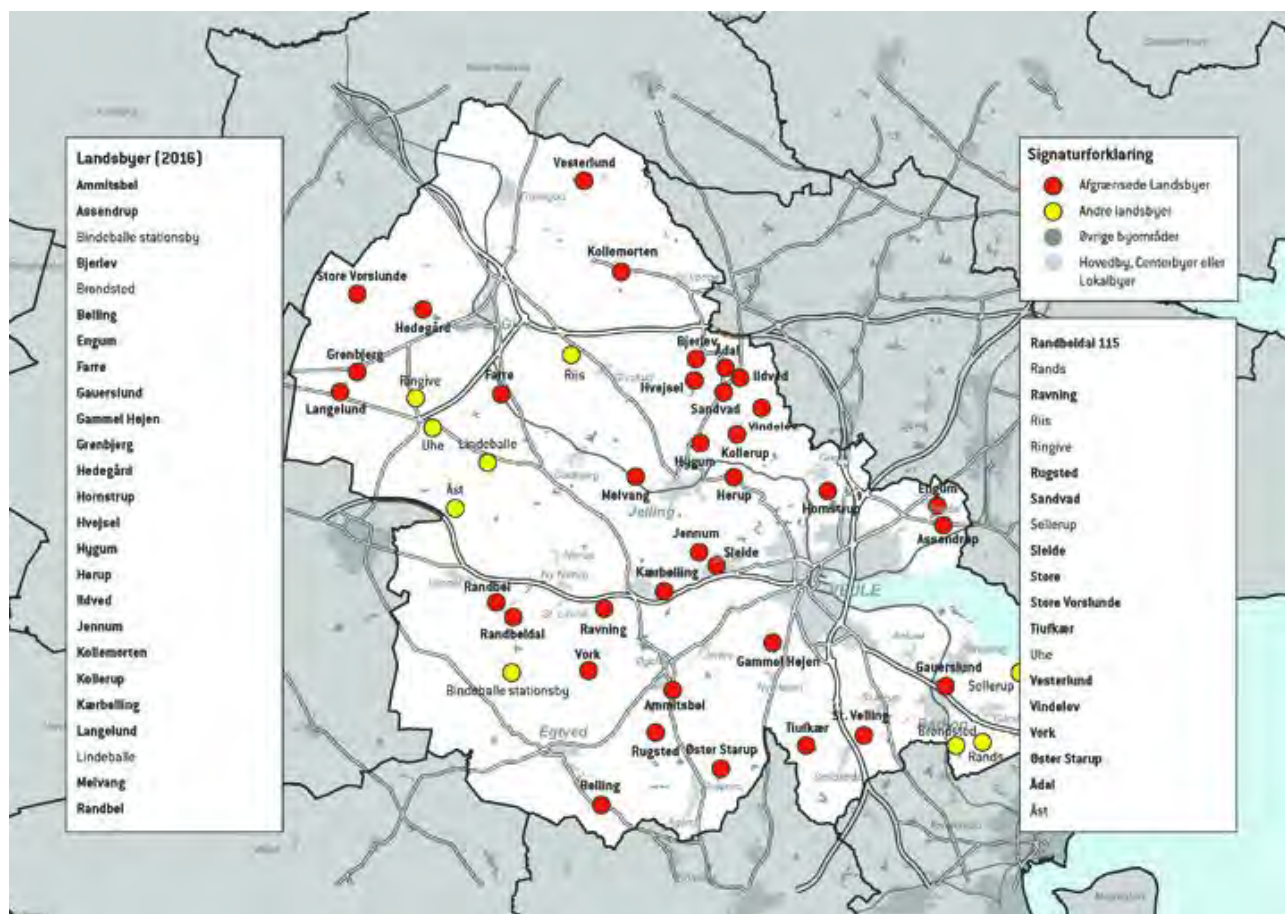 Landsbyer (2016)
Ammitsbøl
Assendrup
Bindeballe stationsby
Bjerlev
Brøndsted
Bølling
Engum
Farre
Gauerslund
Gammel Højen
Grønbjerg
Hedegård
Hornstrup
Hvejsel
Hygum
Hørup
Ildved
Jennum
Kollemorten
Kollerup
Kærbølling
Langelund
Lindeballe
Mølvang
Randbøl
Signaturforklaring
Afgrænsede Landsbyer
Andre landsbyer
Øvrige byområder
Hovedby, Centerbyer eller
Lokalbyer
Randbøldal 115
Rands
Ravning
Riis
Ringive
Rugsted
Sandvad
Sellerup
Slelde
Store
Store Vorslunde
Tiufkær
Uhe
Vesterlund
Vindelev
Vork
Øster Starup
Ådal
Åst
Vesterlund
Kollemorten
Store Vorslunde
Hedegård
Grønbjerg
Langelund
Ringive
Uhe
Farre
Riis
Lindeballe
Åst
Bjerlev
Ådal
Hvejsel
Ildved
Sandvad
Vindelev
Kollerup
Hygum
Hørup
Mølvang
Jelling
Hornstrup
Engum
Assendrup
Jennum
Slelde
Kærbølling
VEJLE
Randbøl
Randbøldal
Ravning
Vork
Bindeballe stationsby
Gammel Højen
Ammitsbøl
Egtved
Rugsted
Øster Starup
Bølling
Tiufkær
St. Velling
Gauerslund
Sellerup
Brøndsted
Rands